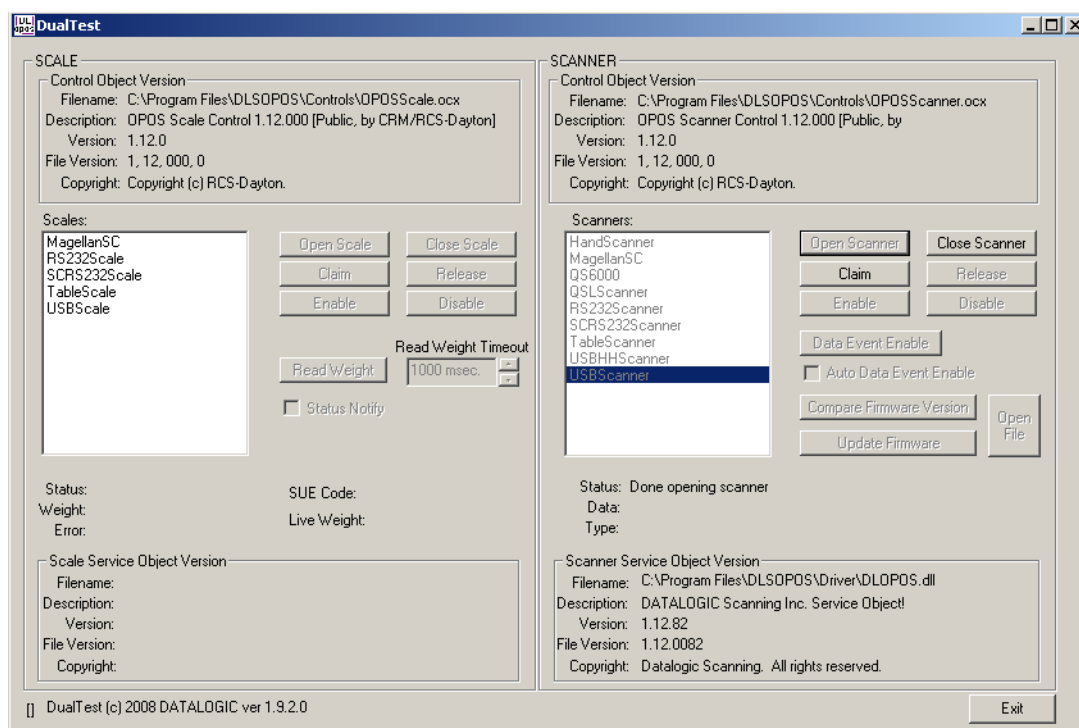 UL opos DualTest
SCALE
Control Object Version
Filename: C:\Program Files\DLSOPOS\Controls\OPOSScale.ocx
Description: OPOS Scale Control 1.12.000 [Public, by CRM/RCS-Dayton]
Version: 1.12.0
File Version: 1, 12, 000, 0
Copyright: Copyright (c) RCS-Dayton.
Scales:
MagellanSC
RS232Scale
SCRS232Scale
TableScale
USBScale
Open Scale Close Scale
Claim Release
Enable Disable
Read Weight Timeout
Read Weight 1000 msec.
Status Notify
Status:
Weight:
Error:
SUE Code:
Live Weight:
Scale Service Object Version
Filename:
Description:
Version:
File Version:
Copyright:
SCANNER
Control Object Version
Filename: C:\Program Files\DLSOPOS\Controls\OPOSScanner.ocx
Description: OPOS Scanner Control 1.12.000 [Public, by
Version: 1.12.0
File Version: 1, 12, 000, 0
Copyright: Copyright (c) RCS-Dayton.
Scanners:
HandScanner
MagellanSC
QS6000
QSLScanner
RS232Scanner
SCRS232Scanner
TableScanner
USBHHScanner
USBScanner
Open Scanner Close Scanner
Claim Release
Enable Disable
Data Event Enable
Auto Data Event Enable
Compare Firmware Version
Update Firmware
Open File
Status: Done opening scanner
Data:
Type:
Scanner Service Object Version
Filename: C:\Program Files\DLSOPOS\Driver\DLOPOS.dll
Description: DATALOGIC Scanning Inc. Service Object!
Version: 1.12.82
File Version: 1.12.0082
Copyright: Datalogic Scanning. All rights reserved.
[] DualTest (c) 2008 DATALOGIC ver 1.9.2.0
Exit